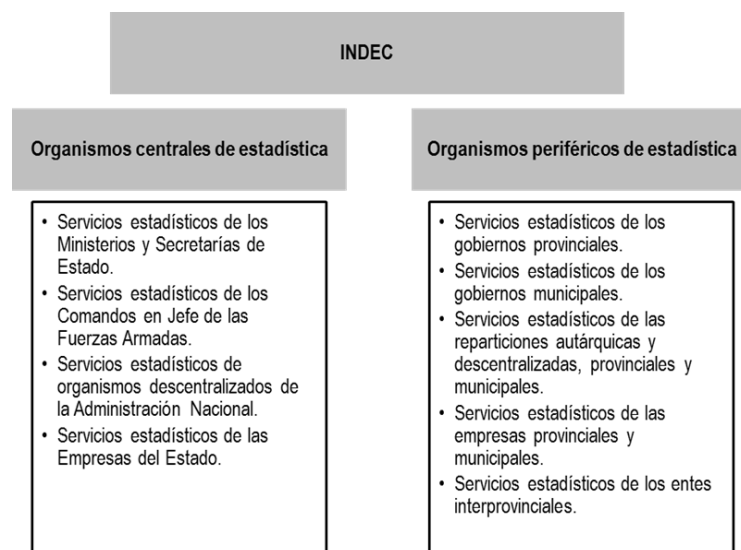 INDEC
Organismos centrales de estadística
• Servicios estadísticos de los
Ministerios y Secretarías de
Estado.
• Servicios estadísticos de los
Comandos en Jefe de las
Fuerzas Armadas.
• Servicios estadísticos de
organismos descentralizados de
la Administración Nacional.
• Servicios estadísticos de las
Empresas del Estado.
Organismos periféricos de estadística
• Servicios estadísticos de los
gobiernos provinciales.
• Servicios estadísticos de los
gobiernos municipales.
• Servicios estadísticos de las
reparticiones autárquicas y
descentralizadas, provinciales y
municipales.
• Servicios estadísticos de las
empresas provinciales y
municipales.
• Servicios estadísticos de los entes
interprovinciales.